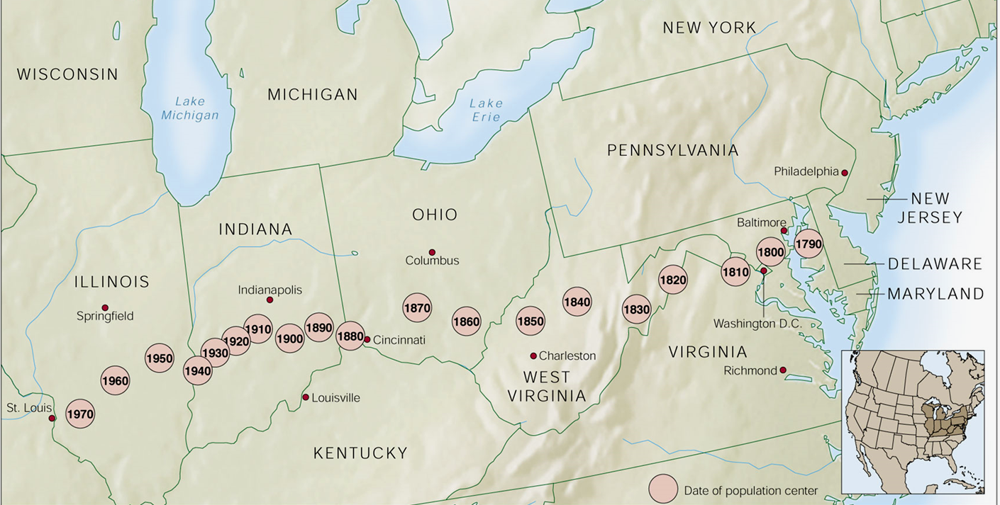 NEW YORK
WISCONSIN
MICHIGAN
Lake
Michigan
Lake
Erie
PENNSYLVANIA
Philadelphia
NEW
JERSEY
OHIO
INDIANA
Baltimore
1790
1800
Columbus
DELAWARE
ILLINOIS
1810
1820
MARYLAND
Indianapolis
Springfield
1870
1840
1830
1860
1850
Washington D.C.
1910
1890
1900
1880
Cincinnati
1920
1930
1940
1950
1960
Charleston
VIRGINIA
Richmond
WEST
VIRGINIA
Louisville
St. Louis
1970
KENTUCKY
Date of population center